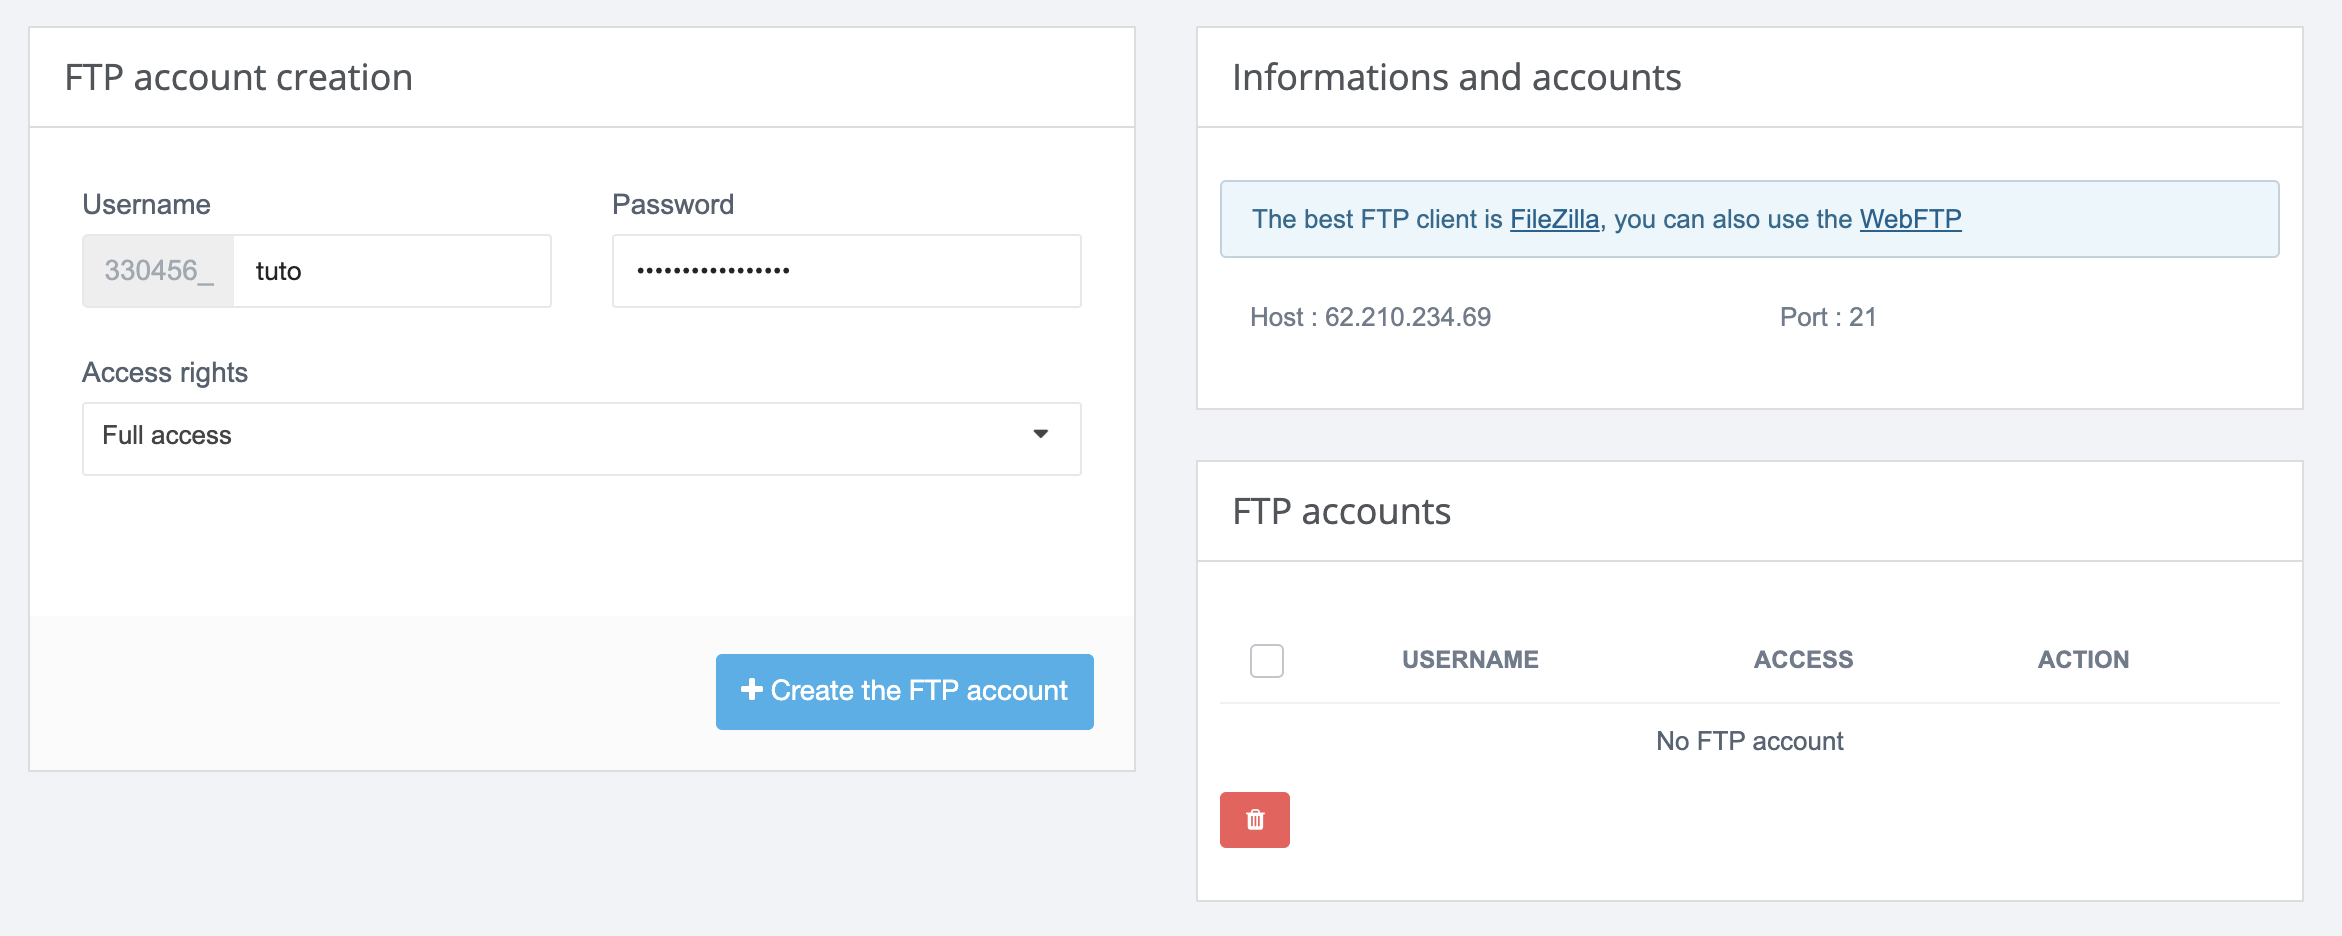 FTP account creation
Username
Password
330456_ tuto
•••••••••••••••••
Access rights
Full access
Create the FTP account
Informations and accounts
The best FTP client is FileZilla, you can also use the WebFTP
Host : 62.210.234.69
Port : 21
FTP accounts
USERNAME ACCESS ACTION
No FTP account